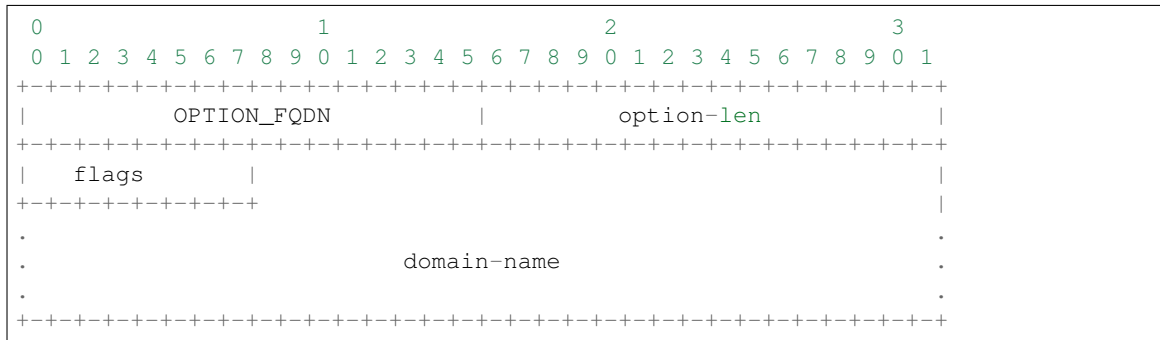 0                   1                   2                   3
 0 1 2 3 4 5 6 7 8 9 0 1 2 3 4 5 6 7 8 9 0 1 2 3 4 5 6 7 8 9 0 1
+-+-+-+-+-+-+-+-+-+-+-+-+-+-+-+-+-+-+-+-+-+-+-+-+-+-+-+-+-+-+-+-+
|          OPTION_FQDN          |         option-len            |
+-+-+-+-+-+-+-+-+-+-+-+-+-+-+-+-+-+-+-+-+-+-+-+-+-+-+-+-+-+-+-+-+
|   flags       |                                               |
+-+-+-+-+-+-+-+-+                                               |
.                                                               .
.                          domain-name                          .
.                                                               .
+-+-+-+-+-+-+-+-+-+-+-+-+-+-+-+-+-+-+-+-+-+-+-+-+-+-+-+-+-+-+-+-+